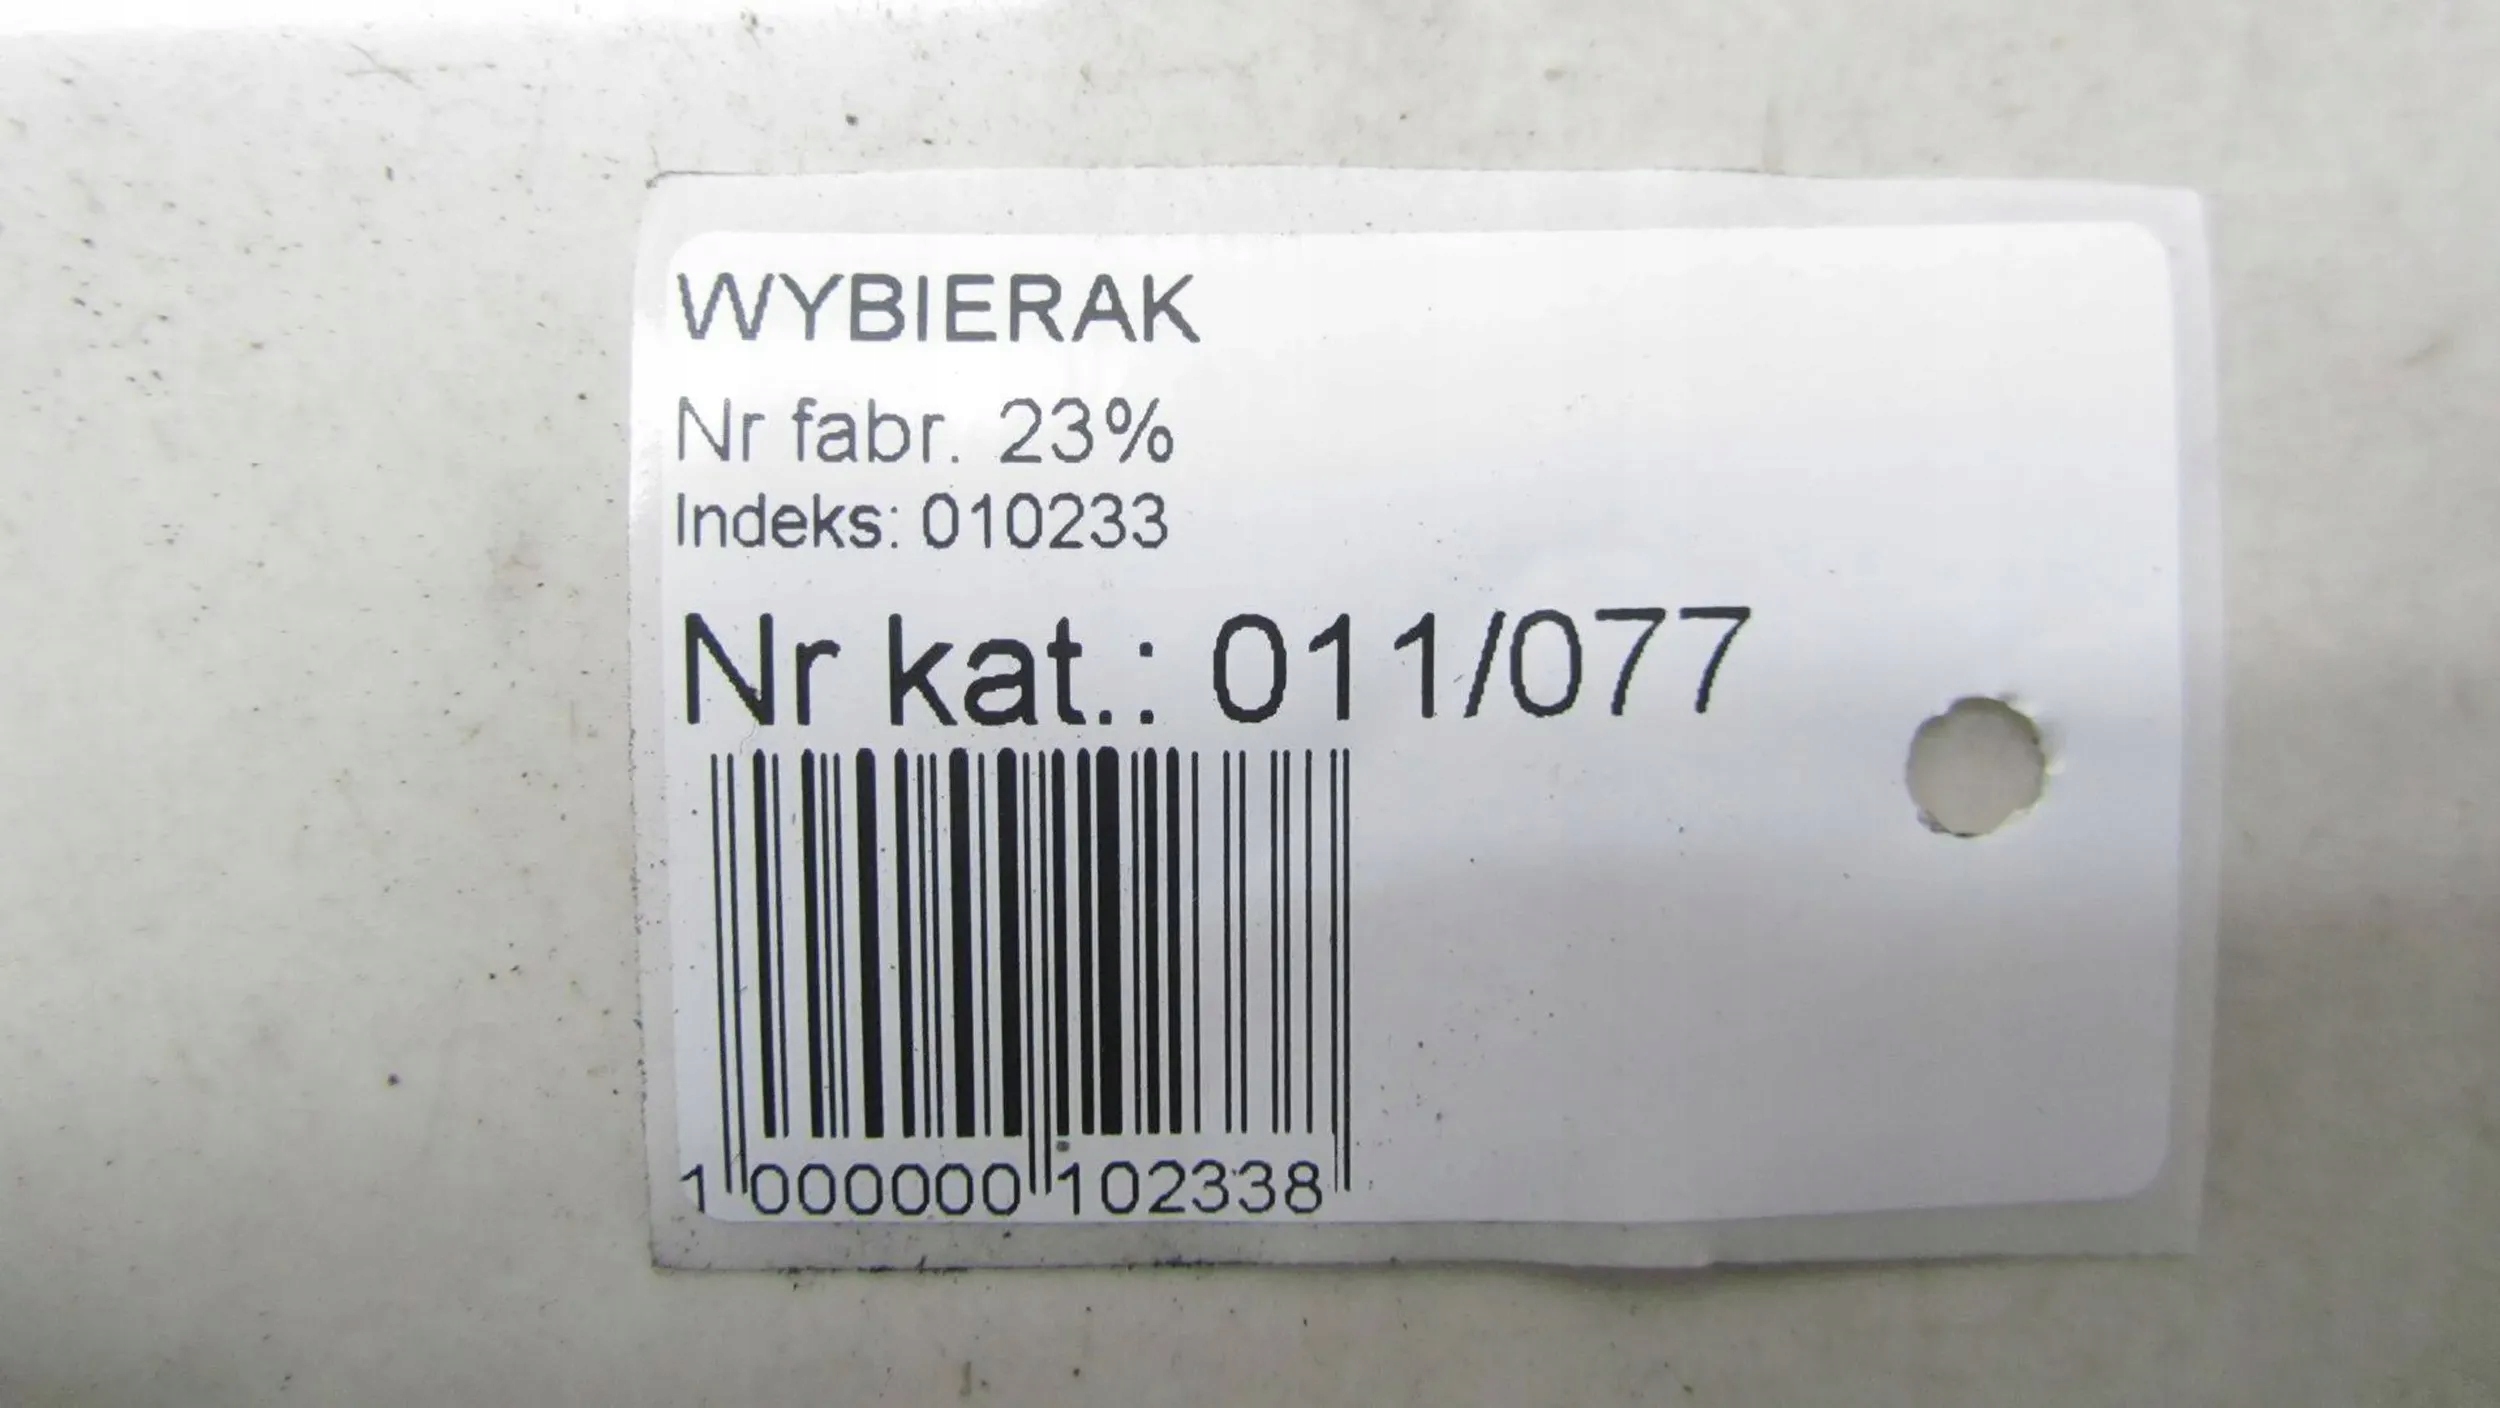 WYBIERAK
Nr fabr. 23%
Indeks: 010233
Nr kat.: 011/077
1 000000 102338